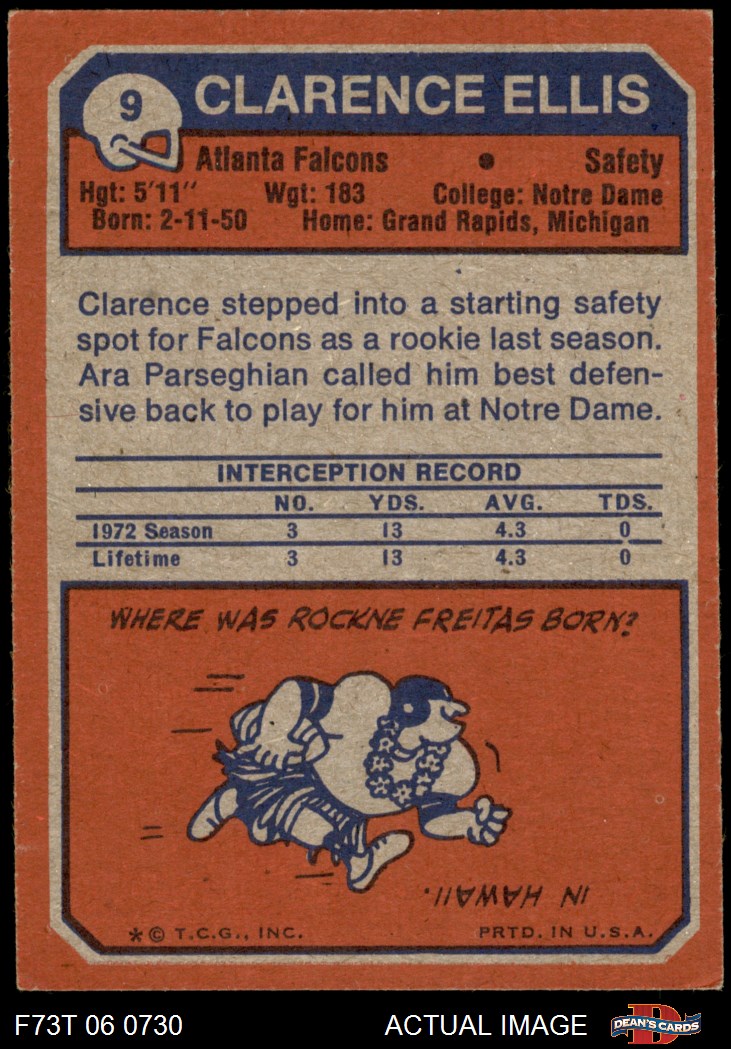 9
CLARENCE ELLIS
Atlanta Falcons • Safety
Hgt: 5'11" Wgt: 183 College: Notre Dame
Born: 2-11-50 Home: Grand Rapids, Michigan
Clarence stepped into a starting safety
spot for Falcons as a rookie last season.
Ara Parseghian called him best defen-
sive back to play for him at Notre Dame.
INTERCEPTION RECORD
NO. YDS. AVG. TDS.
1972 Season 3 13 4.3 0
Lifetime 3 13 4.3 0
WHERE WAS ROCKNE FREITAS BORN?
IN HAWAII.
*© T.C.G., INC. PRTD. IN U.S.A.
F73T 06 0730 ACTUAL IMAGE DEAN'S CARDS